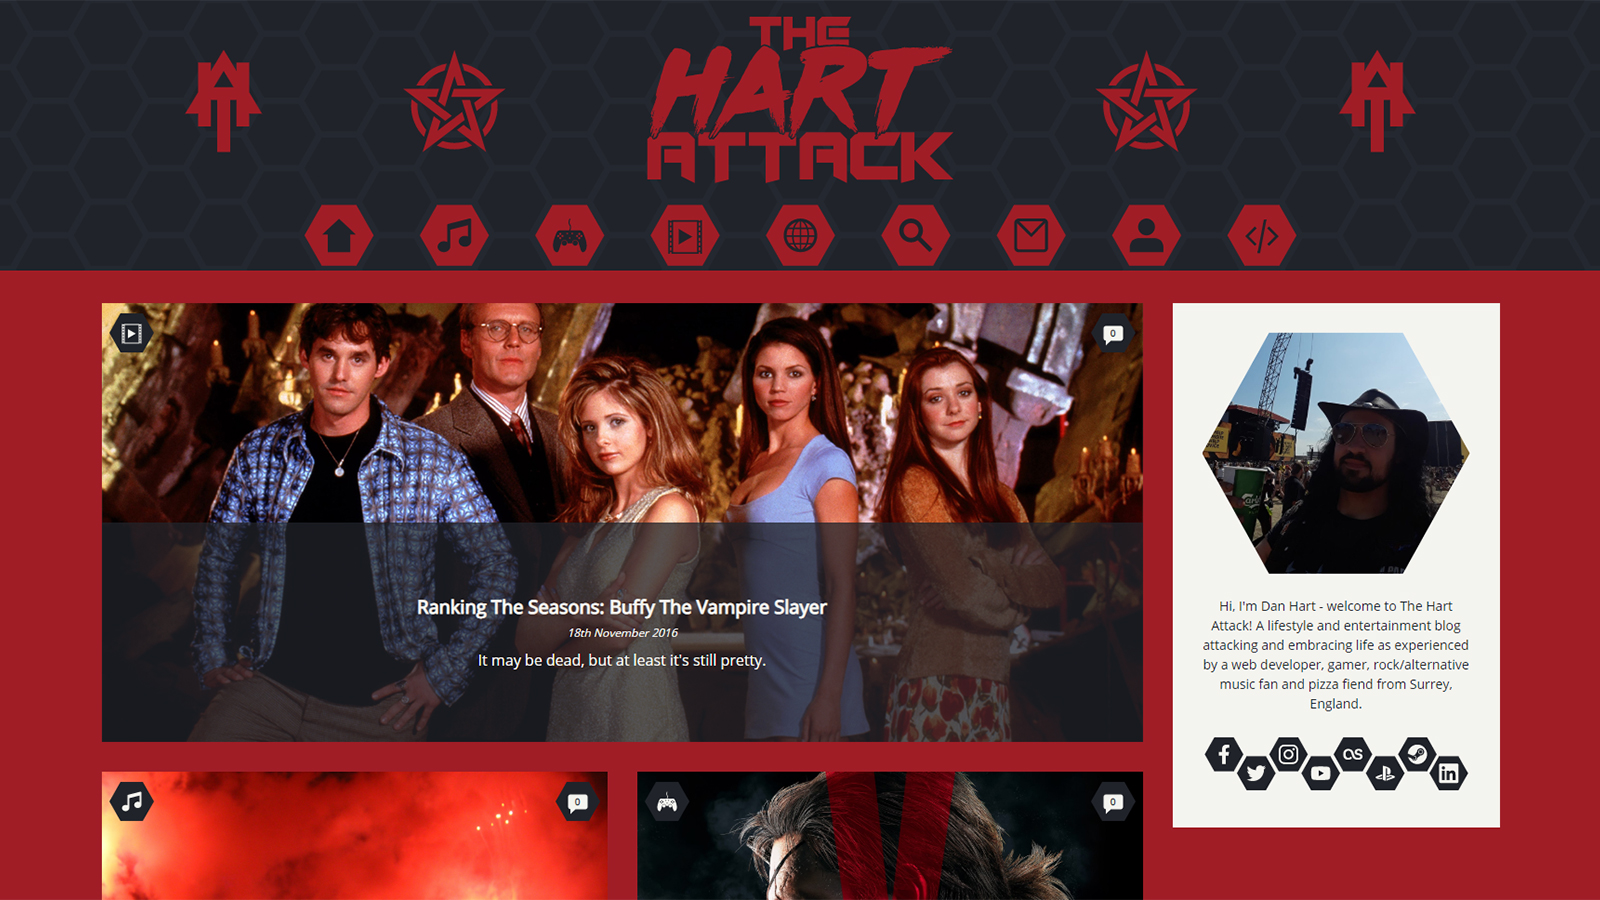 THE
HART
ATTACK
0
Ranking The Seasons: Buffy The Vampire Slayer
18th November 2016
It may be dead, but at least it's still pretty.
Hi, I'm Dan Hart - welcome to The Hart
Attack! A lifestyle and entertainment blog
attacking and embracing life as experienced
by a web developer, gamer, rock/alternative
music fan and pizza fiend from Surrey,
England.
0
0